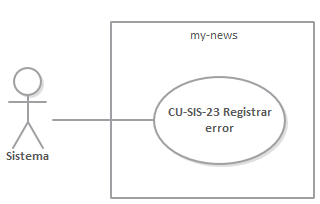 my-news
CU-SIS-23 Registrar
error
Sistema